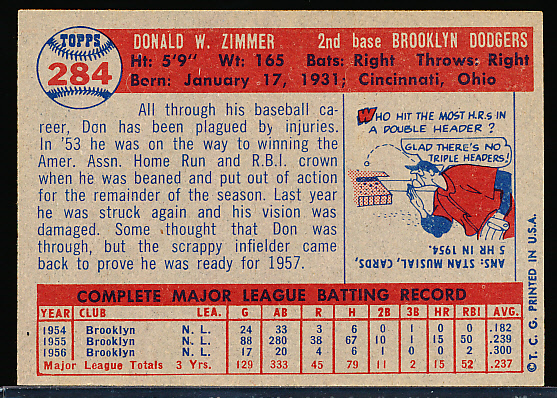 TOPPS
284
DONALD W. ZIMMER 2nd base BROOKLYN DODGERS
Ht: 5'9" Wt: 165 Bats: Right Throws: Right
Born: January 17, 1931; Cincinnati, Ohio
All through his baseball ca-
reer, Don has been plagued by injuries.
In '53 he was on the way to winning the
Amer. Assn. Home Run and R.B.I. crown
when he was beaned and put out of action
for the remainder of the season. Last year
he was struck again and his vision was
damaged. Some thought that Don was
through, but the scrappy infielder came
back to prove he was ready for 1957.
WHO HIT THE MOST H.R.s IN
A DOUBLE HEADER?
GLAD THERE'S NO
TRIPLE HEADERS!
ANS: STAN MUSIAL, CARDS,
5 HR IN 1954.
COMPLETE MAJOR LEAGUE BATTING RECORD
YEAR CLUB LEA. G AB R H 2B 3B HR RBI AVG.
1954 Brooklyn N. L. 24 33 3 6 0 1 0 0 .182
1955 Brooklyn N. L. 88 280 38 67 10 1 15 50 .239
1956 Brooklyn N. L. 17 20 4 6 1 0 0 2 .300
Major League Totals 3 Yrs. 129 333 45 79 11 2 15 52 .237
© T. C. G. PRINTED IN U.S.A.